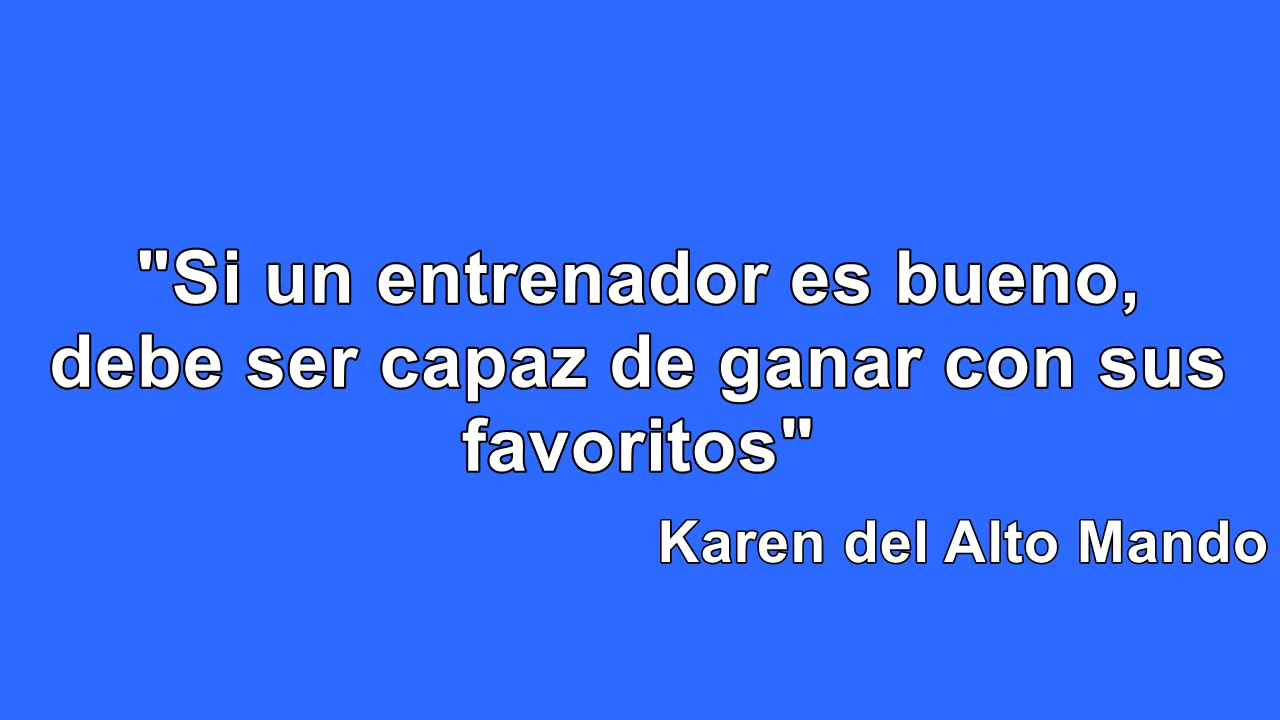 "Si un entrenador es bueno,
debe ser capaz de ganar con sus
favoritos"
Karen del Alto Mando